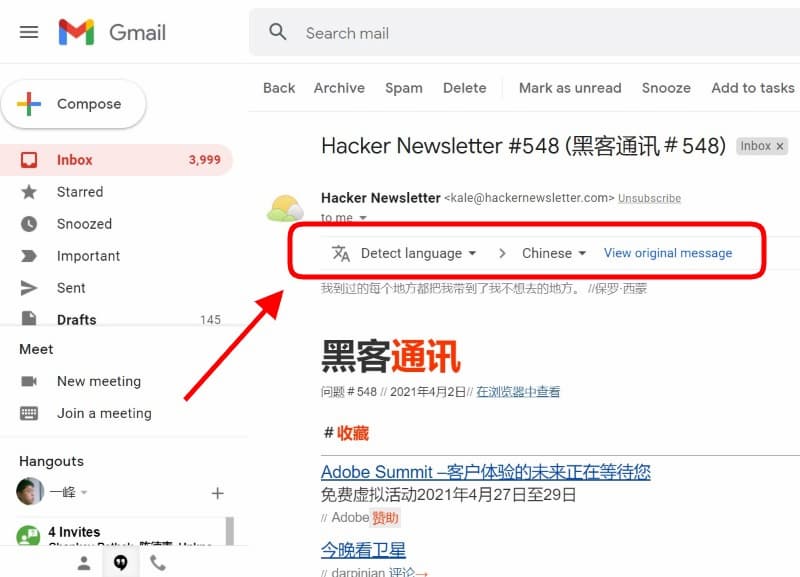 Gmail
Search mail
Compose
Inbox 3,999
Starred
Snoozed
Important
Sent
Drafts 145
Meet
New meeting
Join a meeting
Hangouts
一峰
4 Invites
Back Archive Spam Delete Mark as unread Snooze Add to tasks
Hacker Newsletter #548 (黑客通讯＃548) Inbox ×
Hacker Newsletter <kale@hackernewsletter.com> Unsubscribe
to me
Detect language > Chinese View original message
我到过的每个地方都把我带到了我不想去的地方。 //保罗·西蒙
黑客通讯
问题＃548 // 2021年4月2日// 在浏览器中查看
＃收藏
Adobe Summit –客户体验的未来正在等待您
免费虚拟活动2021年4月27日至29日
// Adobe 赞助
今晚看卫星
// darpinian 评论→